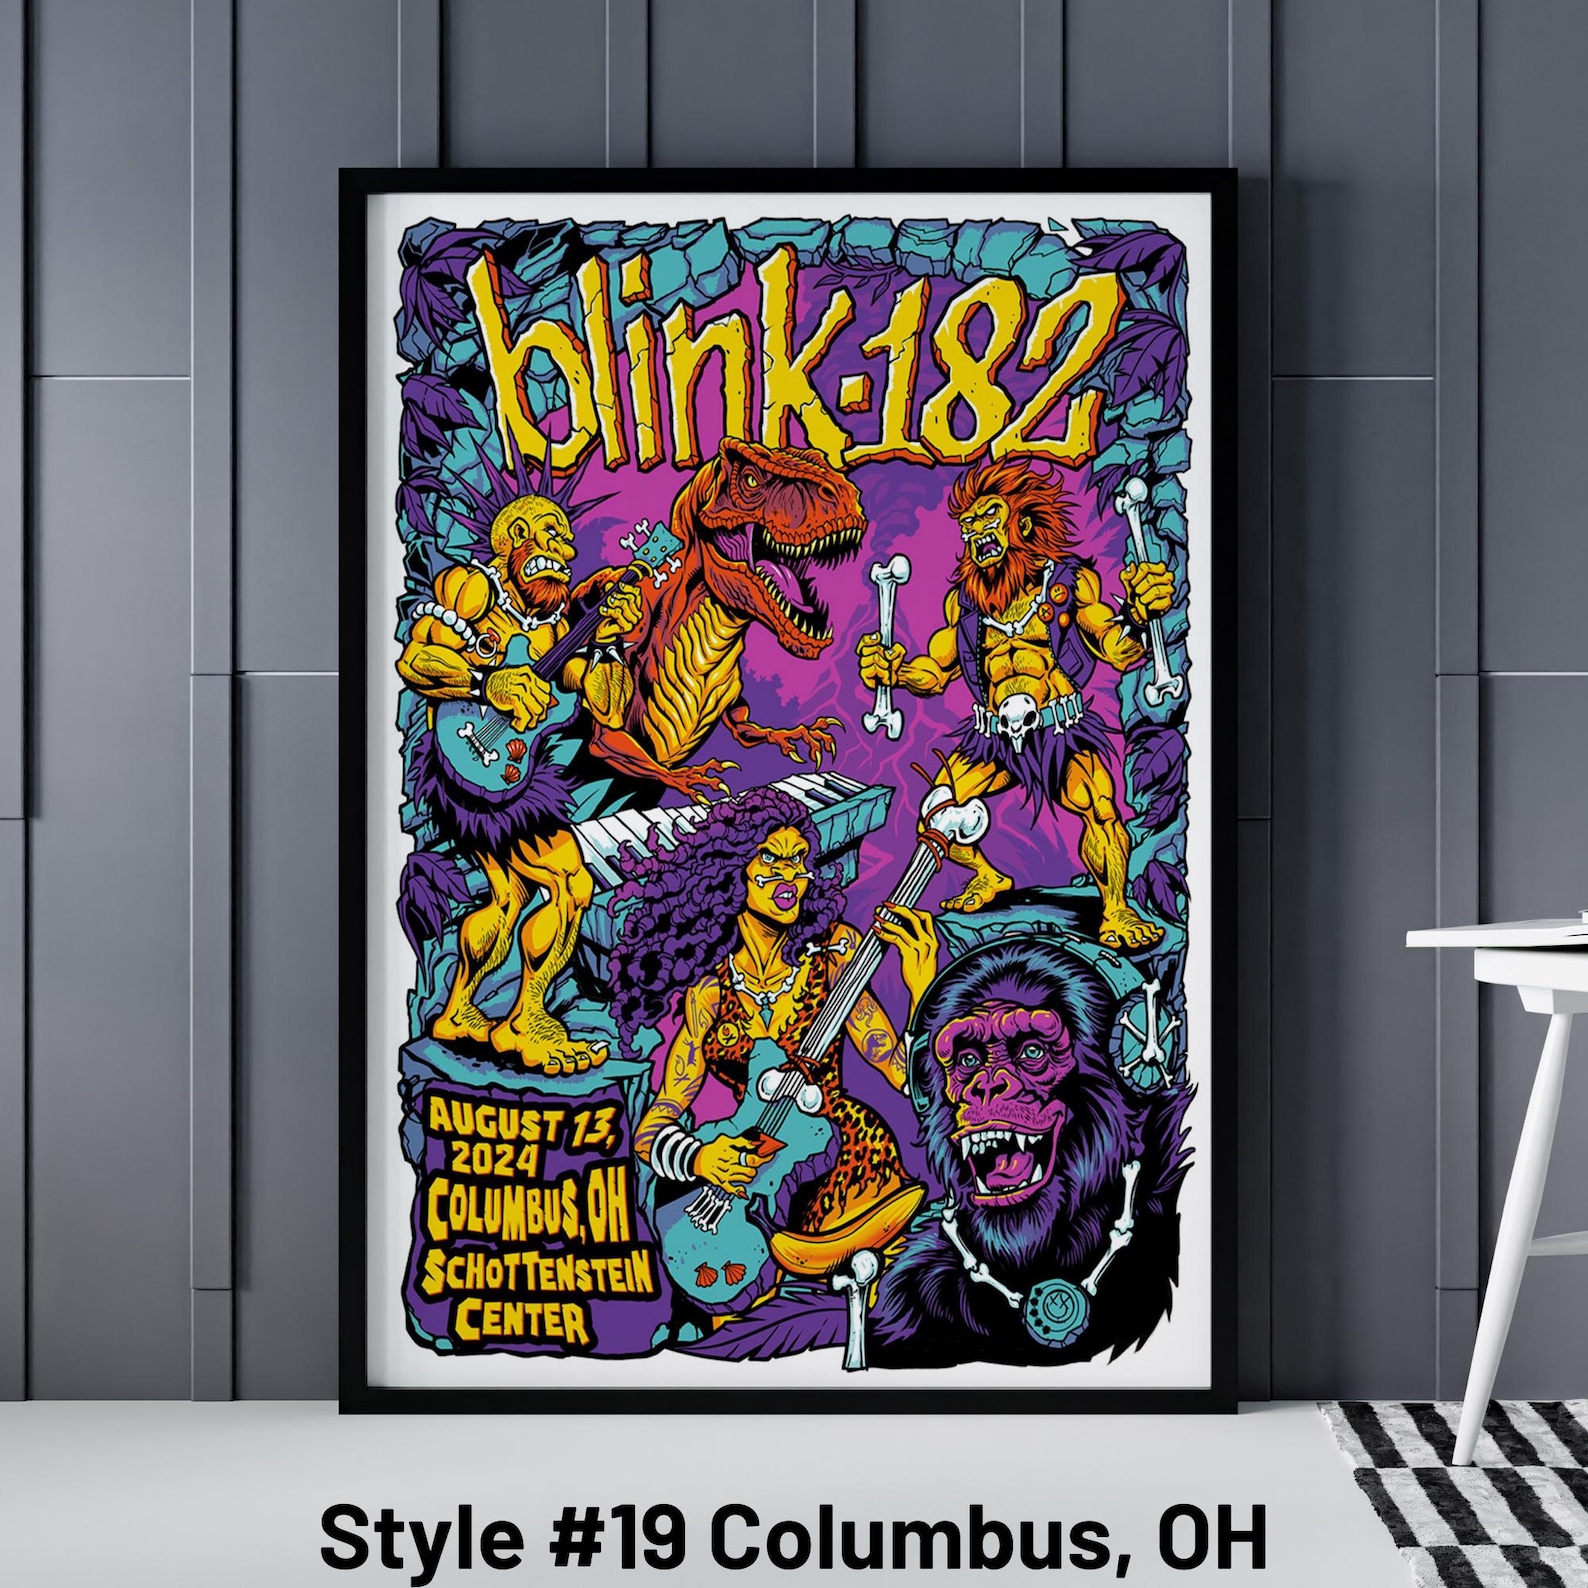 blink-182
AUGUST 13,
2024
COLUMBUS, OH
SCHOTTENSTEIN
CENTER
Style #19 Columbus, OH